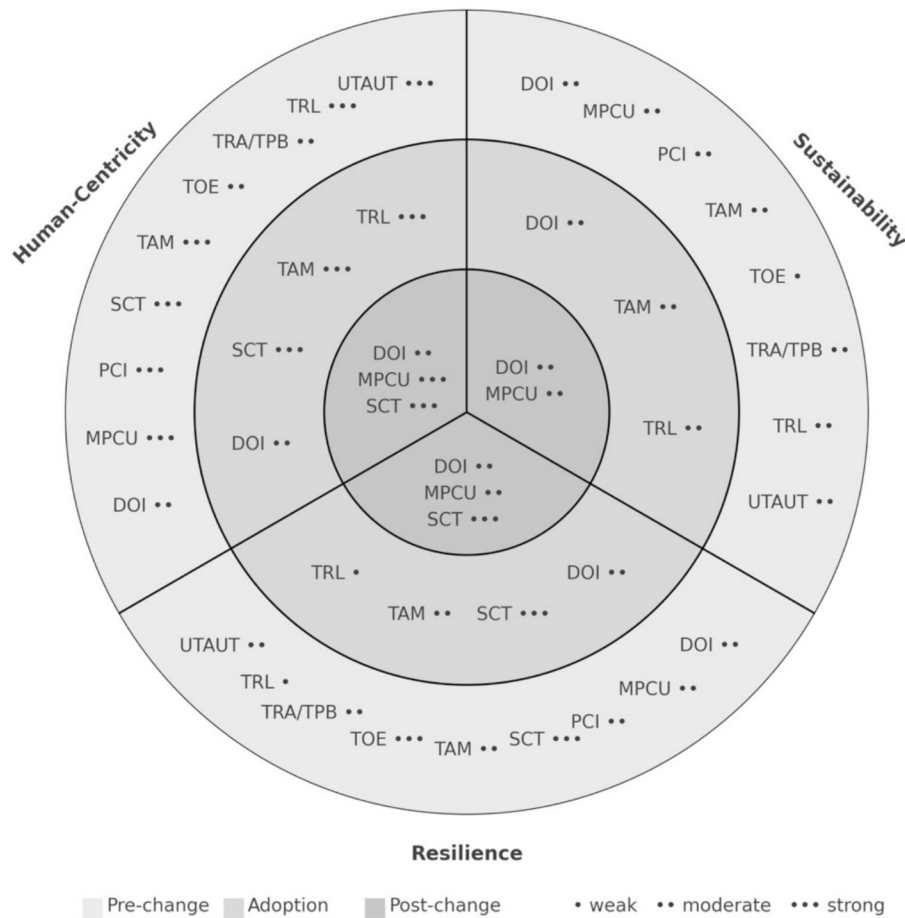 Human-Centricity
UTAUT •••
TRL •••
TRA/TPB ••
TOE ••
TAM •••
SCT •••
PCI •••
MPCU •••
DOI ••
TRL •••
TAM •••
SCT •••
DOI ••
DOI ••
MPCU •••
SCT •••
Sustainability
DOI ••
MPCU ••
PCI ••
TAM ••
TOE •
TRA/TPB ••
TRL ••
UTAUT ••
DOI ••
TAM ••
TRL ••
DOI ••
MPCU ••
DOI ••
MPCU ••
SCT •••
TRL •
DOI ••
TAM ••
SCT •••
UTAUT ••
TRL •
TRA/TPB ••
TOE •••
TAM ••
SCT •••
PCI ••
MPCU ••
DOI ••
Resilience
Pre-change Adoption Post-change • weak •• moderate ••• strong